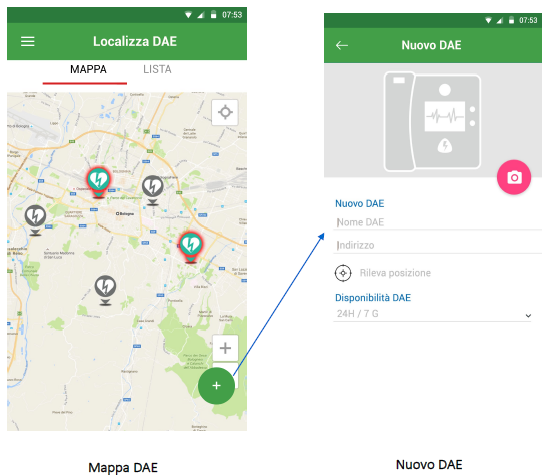 07:53
Localizza DAE
MAPPA
LISTA
Bologna
+
+
Mappa DAE
07:53
Nuovo DAE
Nuovo DAE
Nome DAE
Indirizzo
Rileva posizione
Disponibilità DAE
24H / 7 G
Nuovo DAE